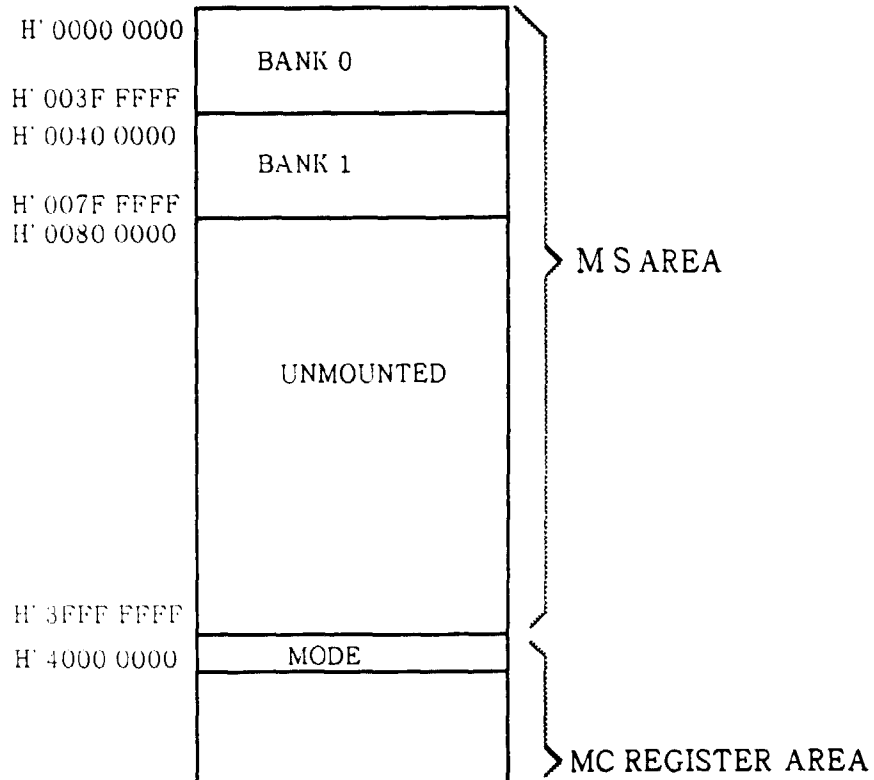 H' 0000 0000
BANK 0
H' 003F FFFF
H' 0040 0000
BANK 1
H' 007F FFFF
H' 0080 0000
M S AREA
UNMOUNTED
H' 3FFF FFFF
H' 4000 0000
MODE
MC REGISTER AREA